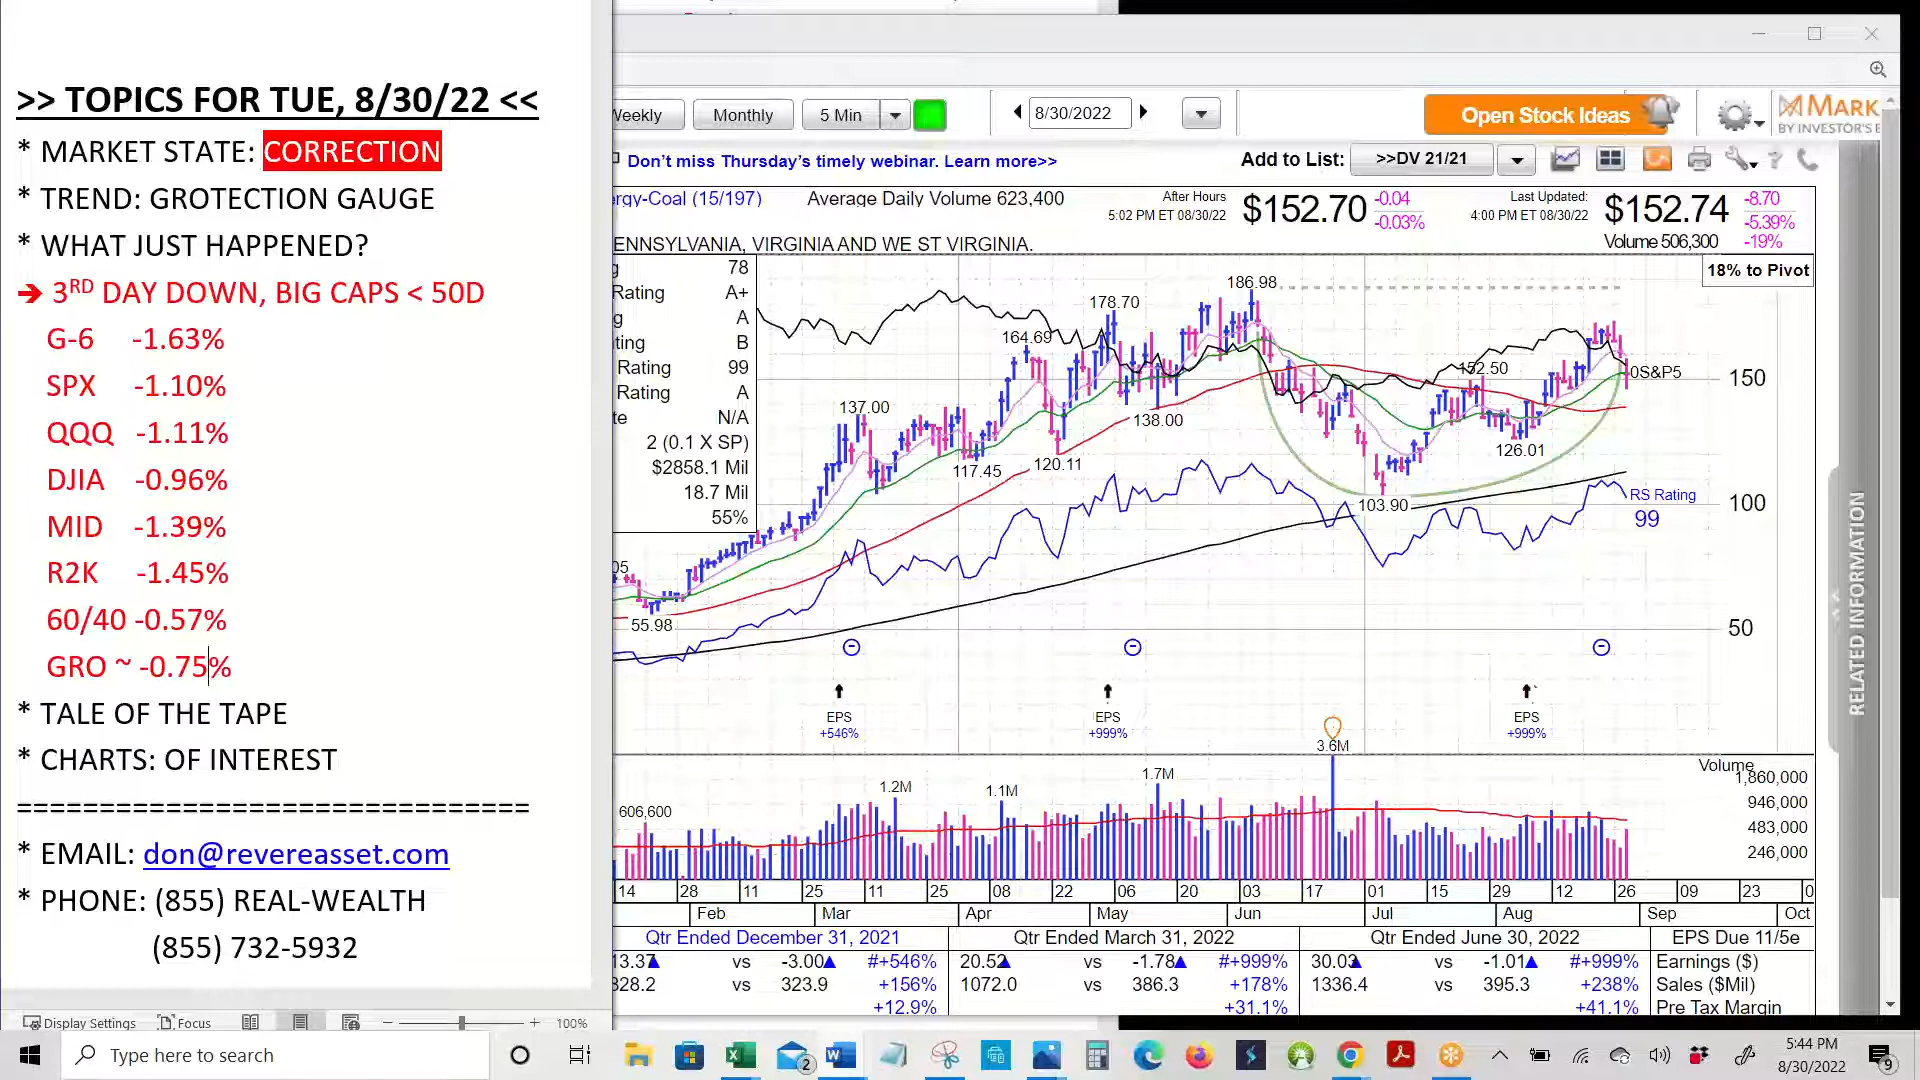 >> TOPICS FOR TUE, 8/30/22 <<
* MARKET STATE: CORRECTION
* TREND: GROTECTION GAUGE
* WHAT JUST HAPPENED?
➔ 3RD DAY DOWN, BIG CAPS < 50D
G-6 -1.63%
SPX -1.10%
QQQ -1.11%
DJIA -0.96%
MID -1.39%
R2K -1.45%
60/40 -0.57%
GRO ~ -0.75%
* TALE OF THE TAPE
* CHARTS: OF INTEREST
================================
* EMAIL: don@revereasset.com
* PHONE: (855) REAL-WEALTH
(855) 732-5932
Display Settings Focus 100%
Weekly Monthly 5 Min 8/30/2022 Open Stock Ideas MARK
BY INVESTOR'S E
Don't miss Thursday's timely webinar. Learn more>> Add to List: >>DV 21/21
ergy-Coal (15/197) Average Daily Volume 623,400
After Hours
5:02 PM ET 08/30/22 $152.70 -0.04
-0.03%
Last Updated:
4:00 PM ET 08/30/22 $152.74 -8.70
-5.39%
Volume 506,300 -19%
ENNSYLVANIA, VIRGINIA AND WE ST VIRGINIA.
18% to Pivot
g 78
Rating A+
g A
ting B
Rating 99
Rating A
te N/A
2 (0.1 X SP)
$2858.1 Mil
18.7 Mil
55%
05
55.98
137.00
117.45
164.69
120.11
178.70
138.00
186.98
103.90
152.50
126.01
0S&P5
RS Rating
99
150
100
50
EPS
+546%
EPS
+999%
EPS
+999%
3.6M
606,600
1.2M
1.1M
1.7M
Volume
1,860,000
946,000
483,000
246,000
14 28 11 25 11 25 08 22 06 20 03 17 01 15 29 12 26 09 23 0
Feb Mar Apr May Jun Jul Aug Sep Oct
Qtr Ended December 31, 2021 Qtr Ended March 31, 2022 Qtr Ended June 30, 2022 EPS Due 11/5e
13.37 vs -3.00 #+546% 20.52 vs -1.78 #+999% 30.03 vs -1.01 #+999% Earnings ($)
328.2 vs 323.9 +156% 1072.0 vs 386.3 +178% 1336.4 vs 395.3 +238% Sales ($Mil)
+12.9% +31.1% +41.1% Pre Tax Margin
RELATED INFORMATION
Type here to search
2
5:44 PM
8/30/2022
9